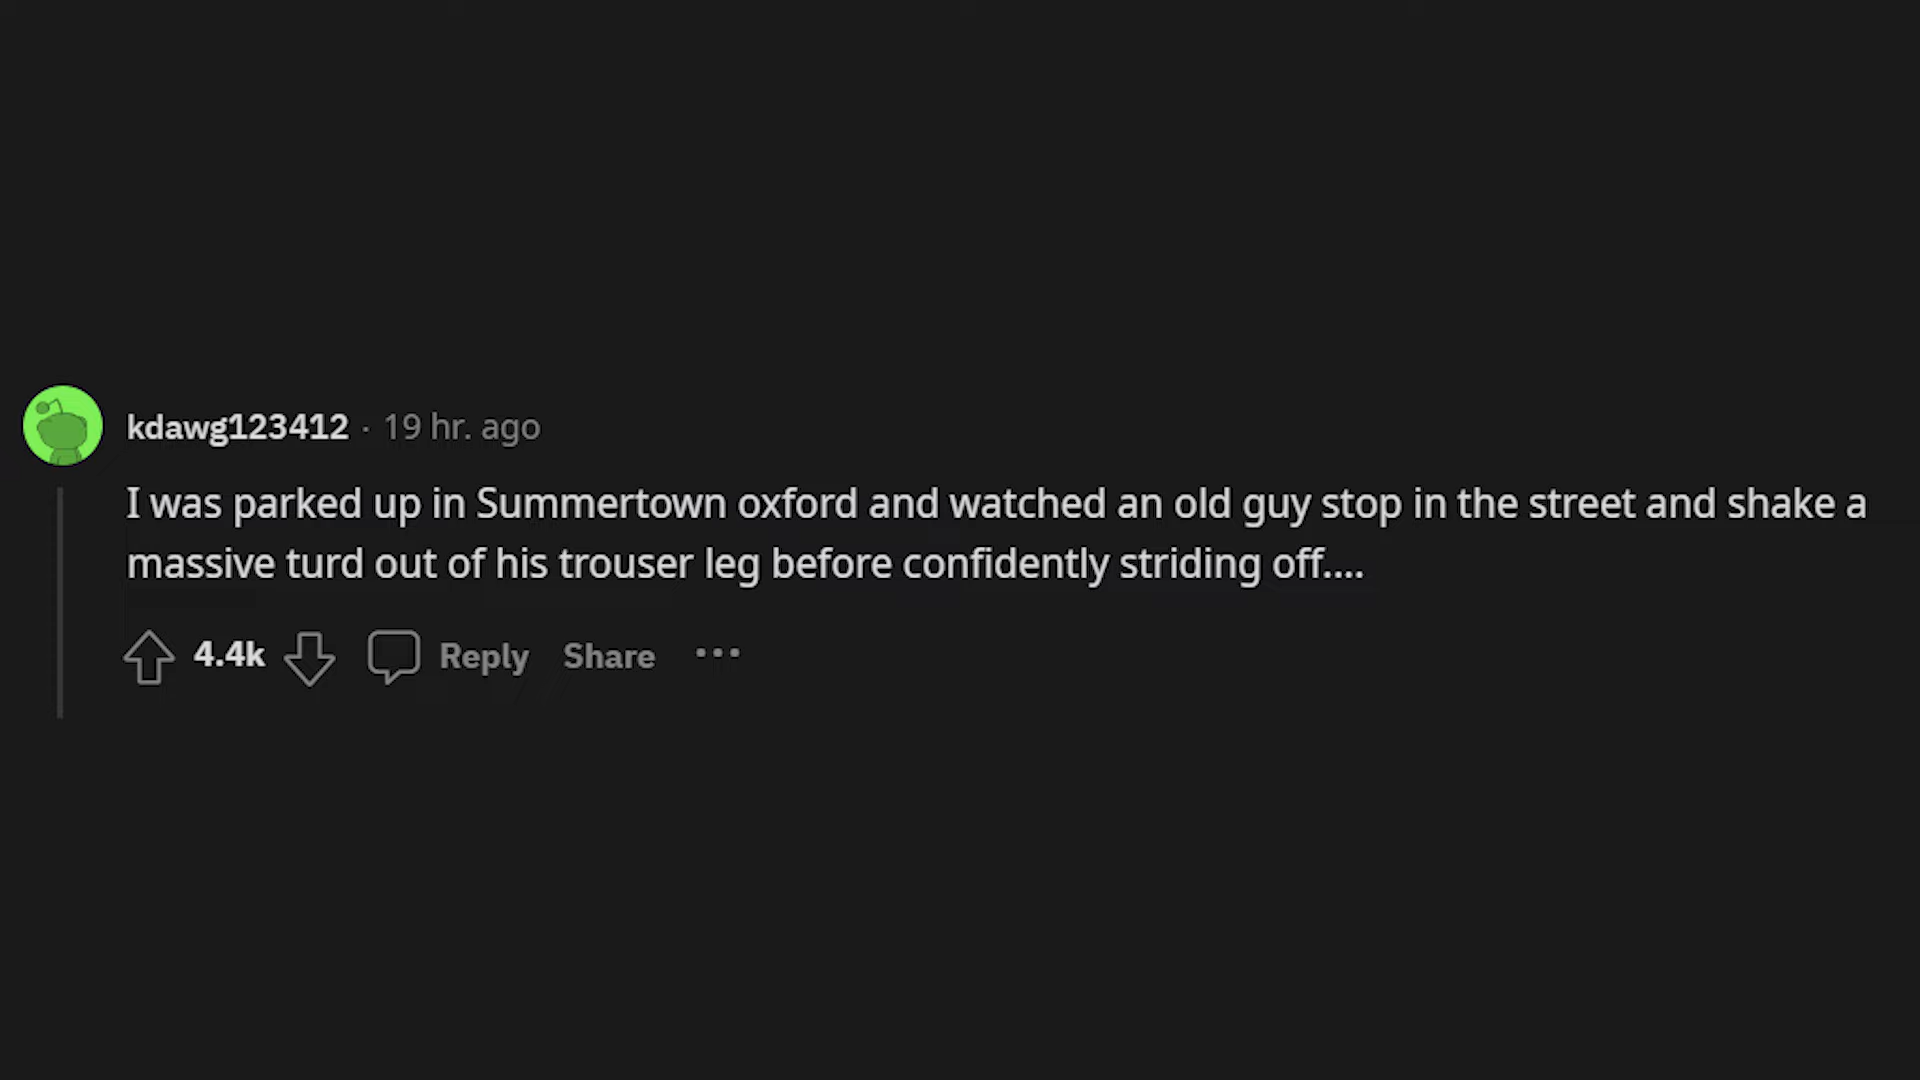 kdawg123412 · 19 hr. ago
I was parked up in Summertown oxford and watched an old guy stop in the street and shake a
massive turd out of his trouser leg before confidently striding off....
4.4k Reply Share ···